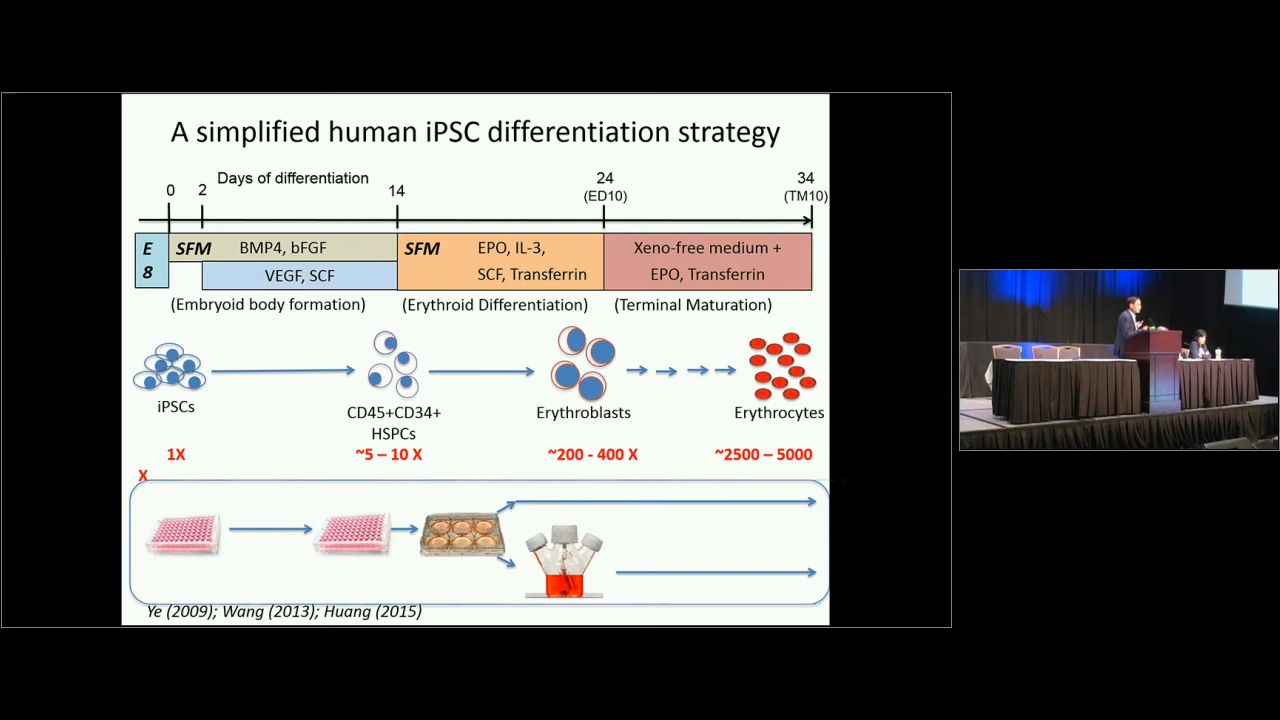 A simplified human iPSC differentiation strategy
Days of differentiation
0
2
14
24
(ED10)
34
(TM10)
E
8
SFM
BMP4, bFGF
VEGF, SCF
SFM
EPO, IL-3,
SCF, Transferrin
Xeno-free medium +
EPO, Transferrin
(Embryoid body formation)
(Erythroid Differentiation)
(Terminal Maturation)
iPSCs
CD45+CD34+
HSPCs
Erythroblasts
Erythrocytes
1X
~5 – 10 X
~200 - 400 X
~2500 – 5000
X
Ye (2009); Wang (2013); Huang (2015)